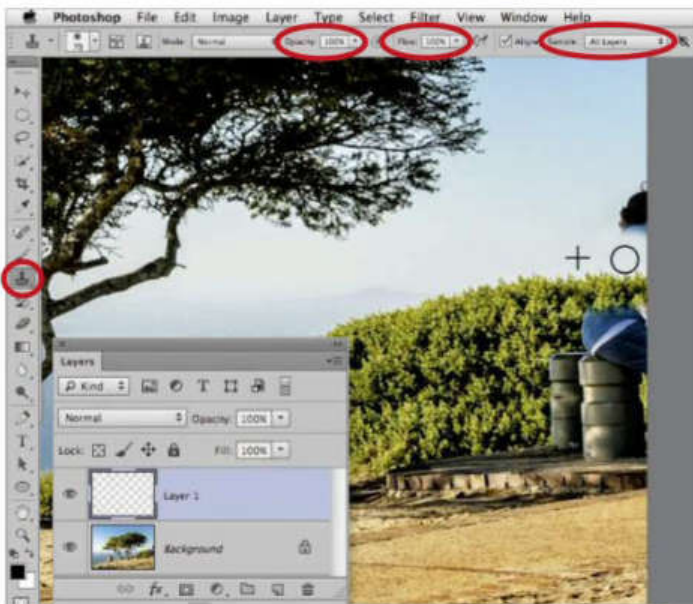 Photoshop File Edit Image Layer Type Select Filter View Window Help
Mode: Normal Opacity: 100% Flow: 100% Aligned Sample: All Layers
Layers
Kind
Normal Opacity: 100%
Lock: Fill: 100%
Layer 1
Background